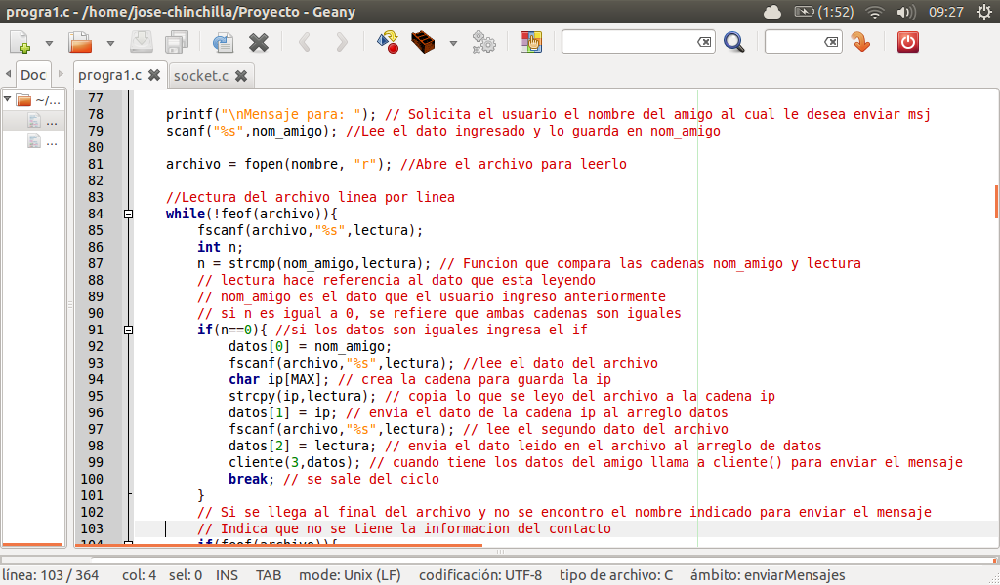 progra1.c - /home/jose-chinchilla/Proyecto - Geany
(1:52)
09:27
Doc
progra1.c
socket.c
~/...
...
...
77
78 printf("\nMensaje para: "); // Solicita el usuario el nombre del amigo al cual le desea enviar msj
79 scanf("%s",nom_amigo); //Lee el dato ingresado y lo guarda en nom_amigo
80
81 archivo = fopen(nombre, "r"); //Abre el archivo para leerlo
82
83 //Lectura del archivo linea por linea
84 while(!feof(archivo)){
85 fscanf(archivo,"%s",lectura);
86 int n;
87 n = strcmp(nom_amigo,lectura); // Funcion que compara las cadenas nom_amigo y lectura
88 // lectura hace referencia al dato que esta leyendo
89 // nom_amigo es el dato que el usuario ingreso anteriormente
90 // si n es igual a 0, se refiere que ambas cadenas son iguales
91 if(n==0){ //si los datos son iguales ingresa el if
92 datos[0] = nom_amigo;
93 fscanf(archivo,"%s",lectura); //lee el dato del archivo
94 char ip[MAX]; // crea la cadena para guarda la ip
95 strcpy(ip,lectura); // copia lo que se leyo del archivo a la cadena ip
96 datos[1] = ip; // envia el dato de la cadena ip al arreglo datos
97 fscanf(archivo,"%s",lectura); // lee el segundo dato del archivo
98 datos[2] = lectura; // envia el dato leido en el archivo al arreglo de datos
99 cliente(3,datos); // cuando tiene los datos del amigo llama a cliente() para enviar el mensaje
100 break; // se sale del ciclo
101 }
102 // Si se llega al final del archivo y no se encontro el nombre indicado para enviar el mensaje
103 // Indica que no se tiene la informacion del contacto
104 if(feof(archivo)){
línea: 103 / 364 col: 4 sel: 0 INS TAB mode: Unix (LF) codificación: UTF-8 tipo de archivo: C ámbito: enviarMensajes